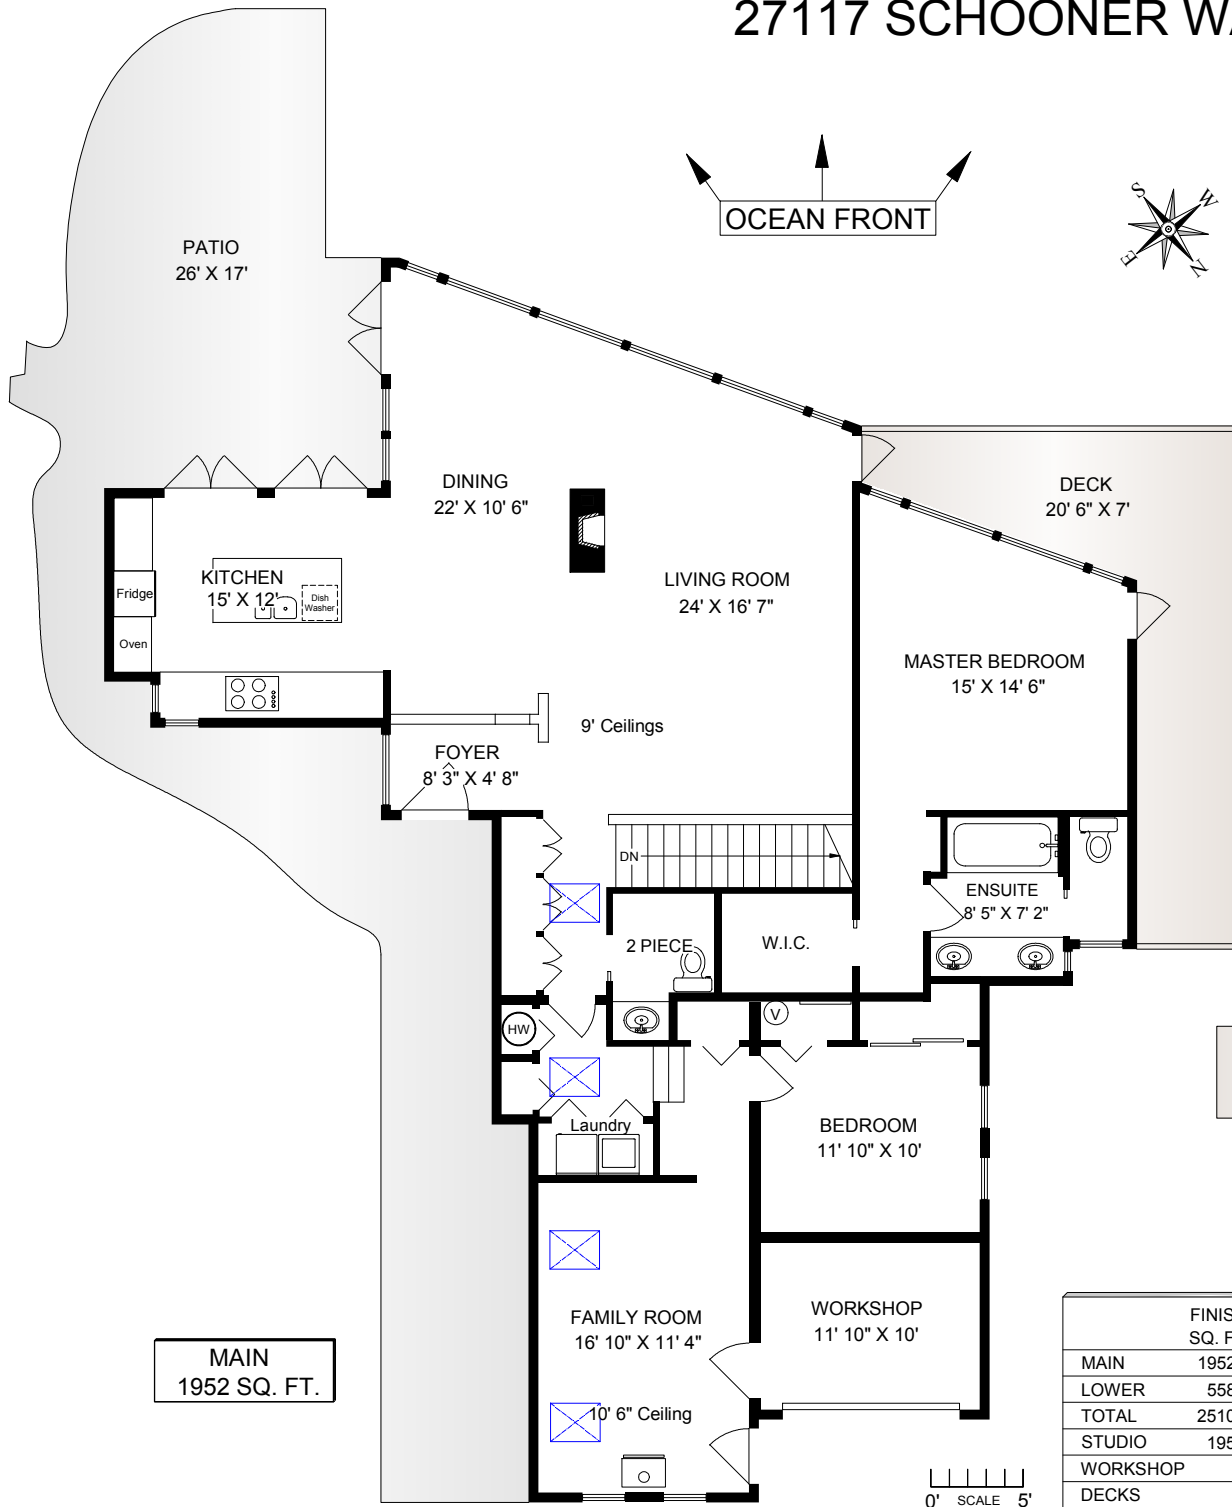 27117 SCHOONER WA
OCEAN FRONT
S
W
E
N
PATIO
26' X 17'
DINING
22' X 10' 6"
DECK
20' 6" X 7'
KITCHEN
15' X 12'
Fridge
Dish
Washer
Oven
LIVING ROOM
24' X 16' 7"
MASTER BEDROOM
15' X 14' 6"
9' Ceilings
FOYER
8' 3" X 4' 8"
DN
ENSUITE
8' 5" X 7' 2"
2 PIECE
W.I.C.
HW
V
Laundry
BEDROOM
11' 10" X 10'
FAMILY ROOM
16' 10" X 11' 4"
WORKSHOP
11' 10" X 10'
10' 6" Ceiling
MAIN
1952 SQ. FT.
FINIS
SQ. F
MAIN 1952
LOWER 558
TOTAL 2510
STUDIO 195
WORKSHOP
DECKS
0' SCALE 5'